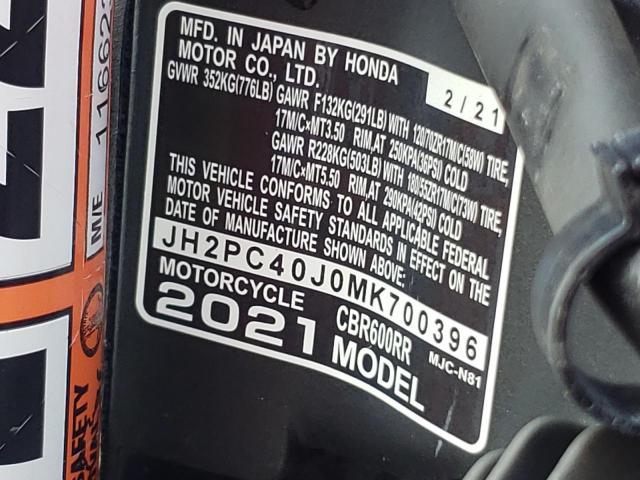 MFD. IN JAPAN BY HONDA
MOTOR CO., LTD.
2/21
GVWR 352KG(776LB) GAWR F132KG(291LB) WITH 120/70ZR17M/C(58W) TIRE,
17M/C×MT3.50 RIM, AT 250KPA(36PSI) COLD
GAWR R228KG(503LB) WITH 180/55ZR17M/C(73W) TIRE,
17M/C×MT5.50 RIM, AT 290KPA(42PSI) COLD
THIS VEHICLE CONFORMS TO ALL APPLICABLE FEDERAL
MOTOR VEHICLE SAFETY STANDARDS IN EFFECT ON THE
DATE OF MANUFACTURE SHOWN ABOVE:
JH2PC40J0MK700396
MOTORCYCLE CBR600RR MJC-N81
2021 MODEL
M/E
SAFETY